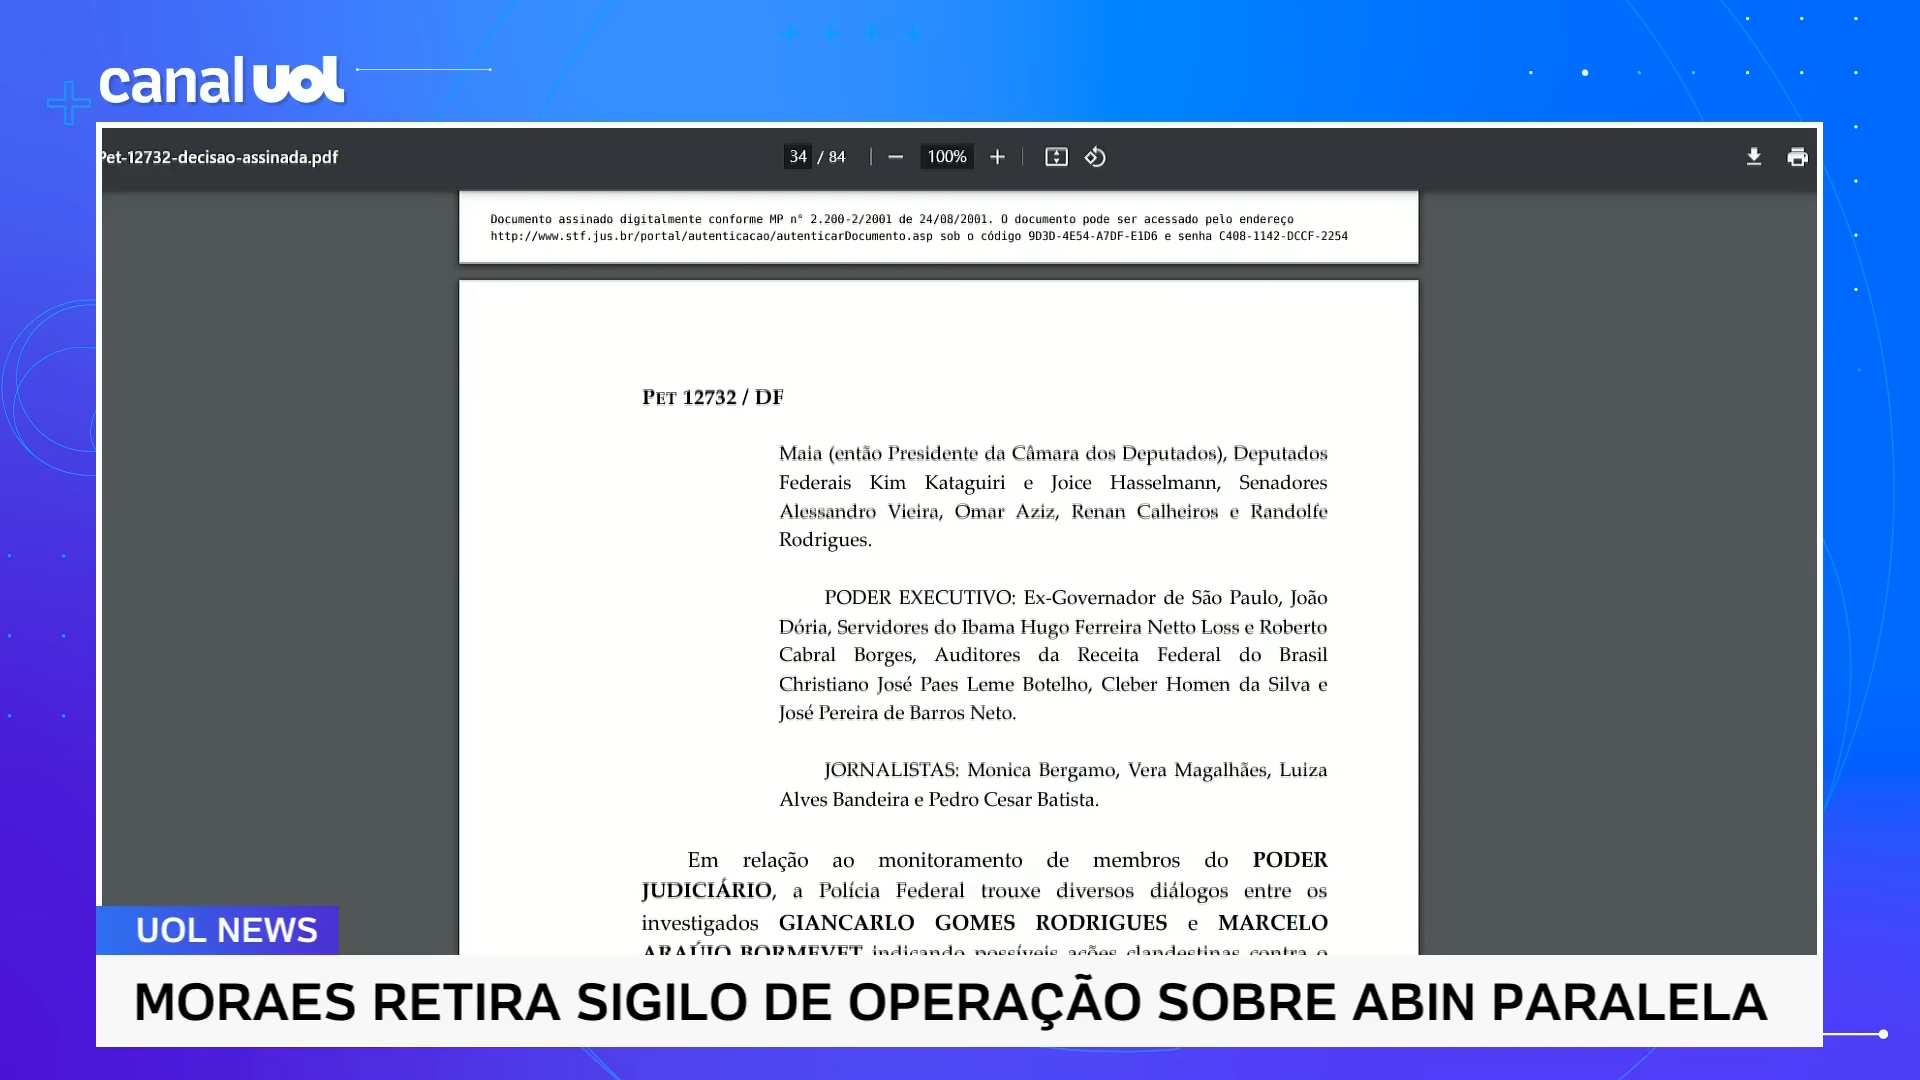 canal uol
Pet-12732-decisao-assinada.pdf
34 / 84
100%
Documento assinado digitalmente conforme MP n° 2.200-2/2001 de 24/08/2001. O documento pode ser acessado pelo endereço
http://www.stf.jus.br/portal/autenticacao/autenticarDocumento.asp sob o código 9D3D-4E54-A7DF-E1D6 e senha C408-1142-DCCF-2254
PET 12732 / DF
Maia (então Presidente da Câmara dos Deputados), Deputados
Federais Kim Kataguiri e Joice Hasselmann, Senadores
Alessandro Vieira, Omar Aziz, Renan Calheiros e Randolfe
Rodrigues.
PODER EXECUTIVO: Ex-Governador de São Paulo, João
Dória, Servidores do Ibama Hugo Ferreira Netto Loss e Roberto
Cabral Borges, Auditores da Receita Federal do Brasil
Christiano José Paes Leme Botelho, Cleber Homen da Silva e
José Pereira de Barros Neto.
JORNALISTAS: Monica Bergamo, Vera Magalhães, Luiza
Alves Bandeira e Pedro Cesar Batista.
Em relação ao monitoramento de membros do PODER
JUDICIÁRIO, a Polícia Federal trouxe diversos diálogos entre os
investigados GIANCARLO GOMES RODRIGUES e MARCELO
ARAÚJO BORMEVET indicando possíveis ações clandestinas contra o
UOL NEWS
MORAES RETIRA SIGILO DE OPERAÇÃO SOBRE ABIN PARALELA